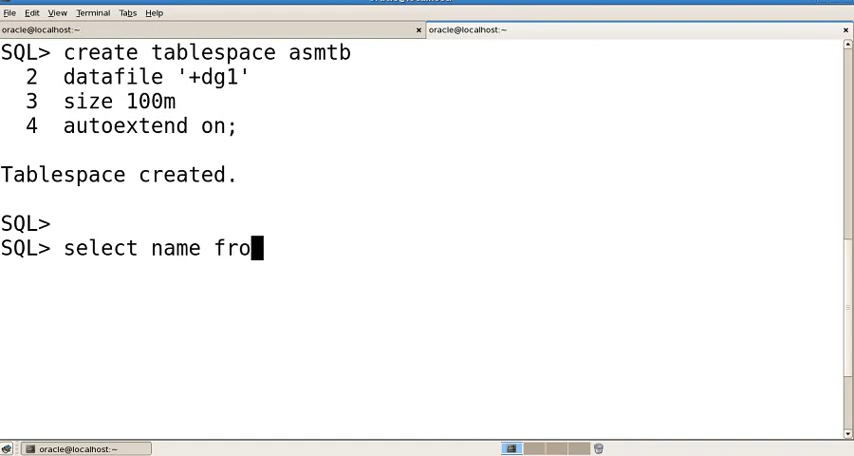 File Edit View Terminal Tabs Help
oracle@localhost:~ × oracle@localhost:~ ×
SQL> create tablespace asmtb
2 datafile '+dg1'
3 size 100m
4 autoextend on;
Tablespace created.
SQL>
SQL> select name fro
oracle@localhost:~